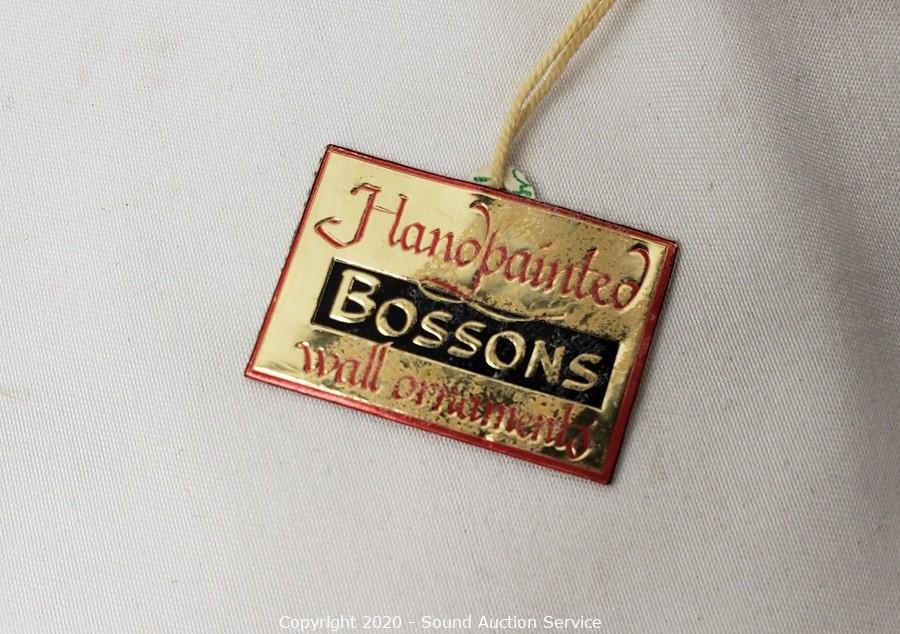 Handpainted
BOSSONS
wall ornaments
Copyright 2020 - Sound Auction Service